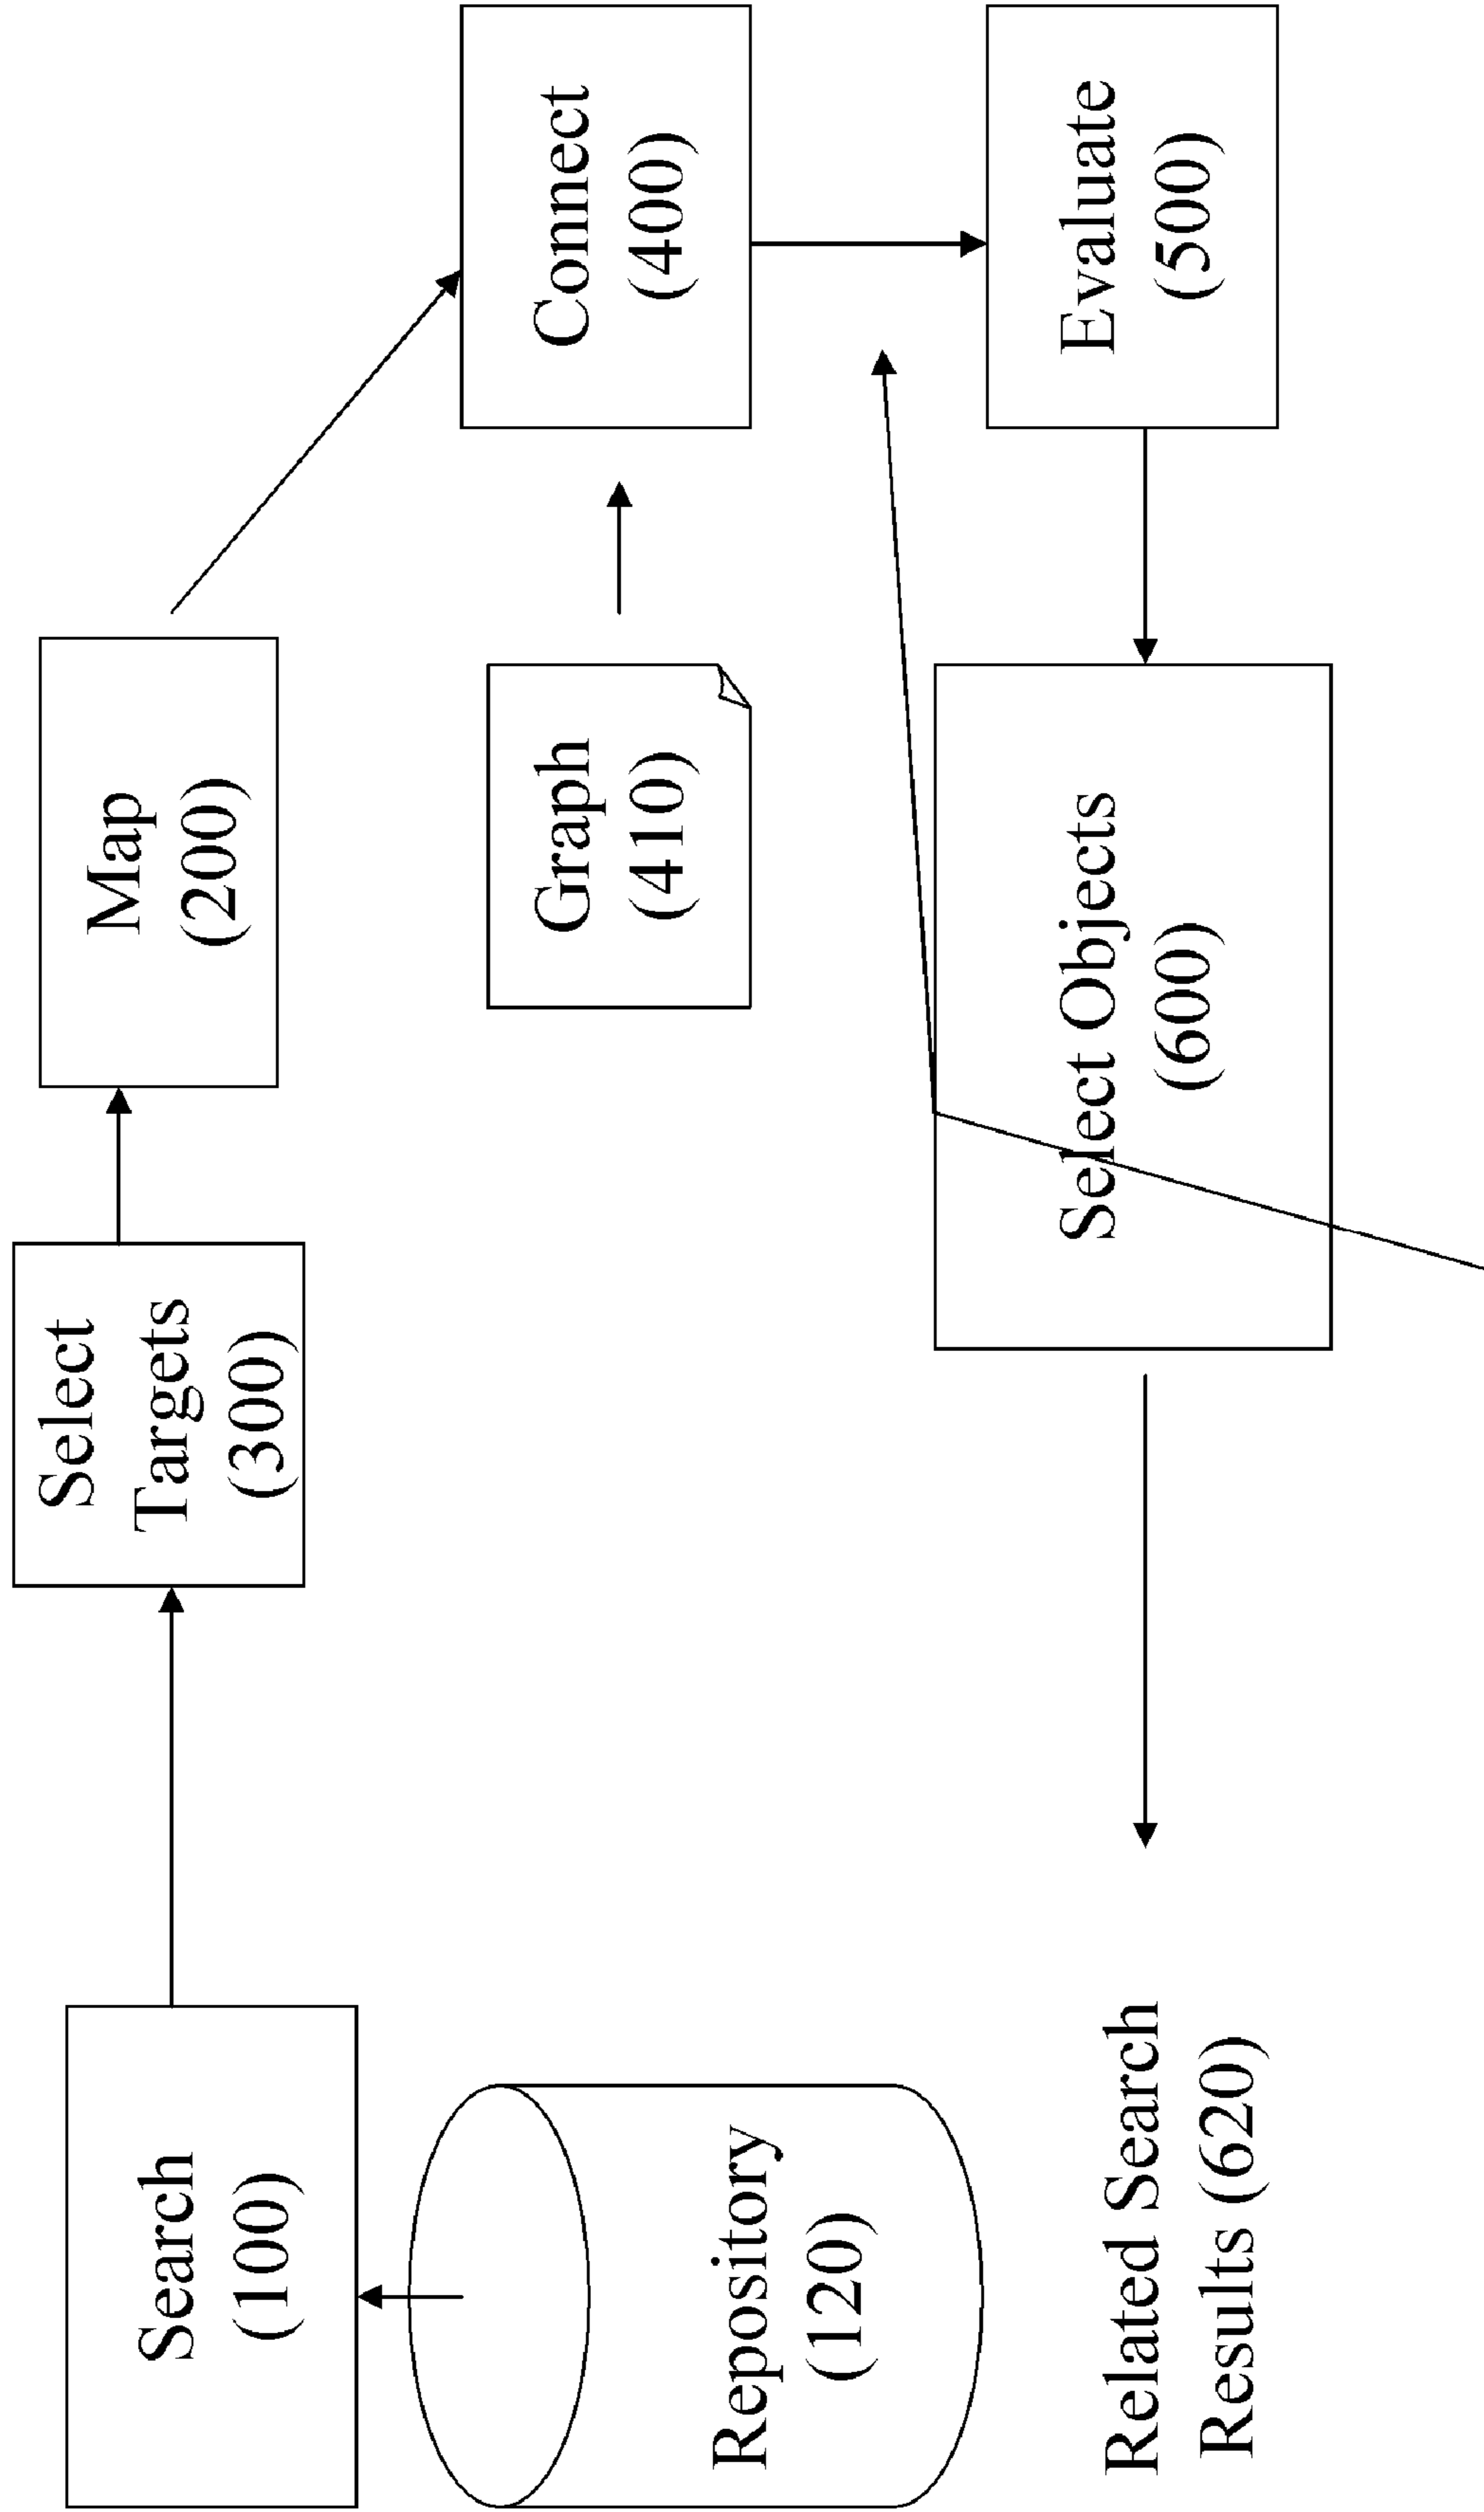 Search
(100)
Select
Targets
(300)
Map
(200)
Repository
(120)
Graph
(410)
Connect
(400)
Related Search
Results (620)
Select Objects
(600)
Evaluate
(500)